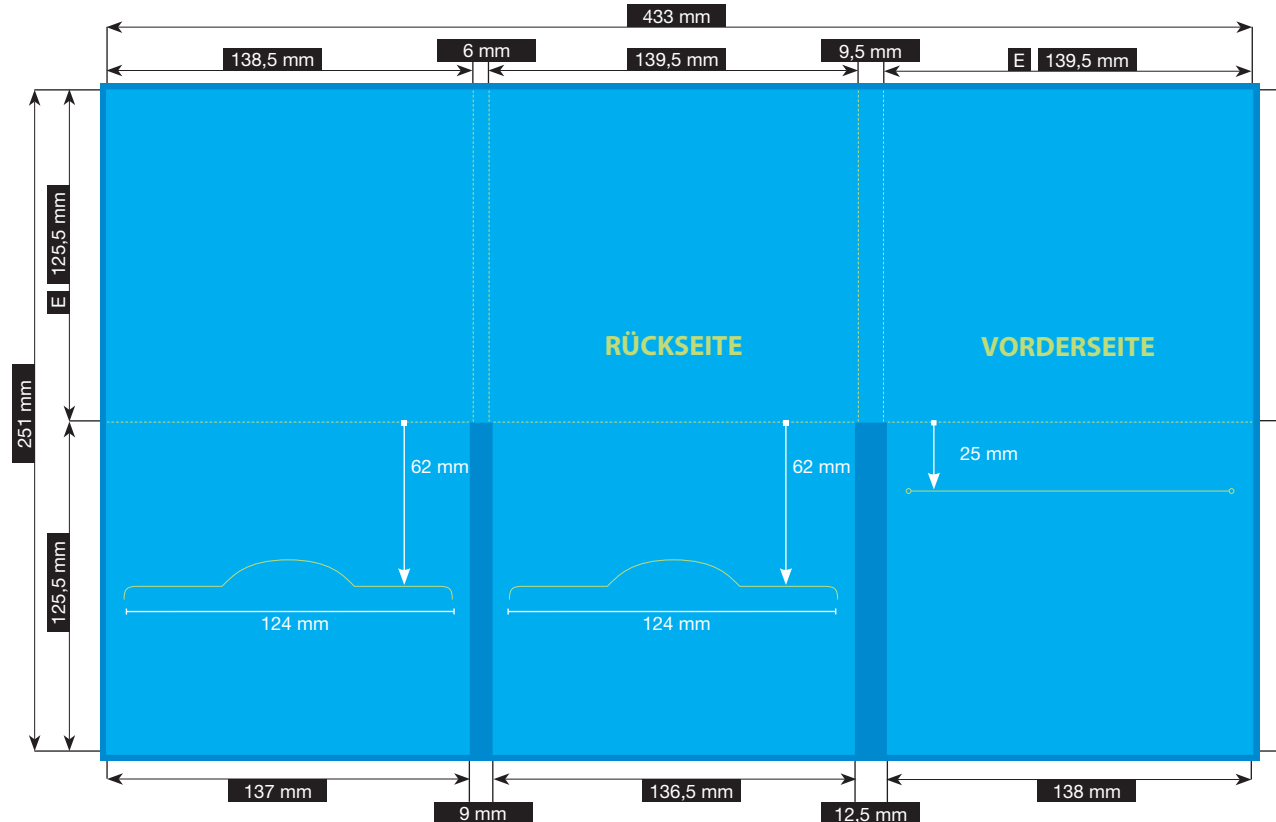 433 mm
138,5 mm
6 mm
139,5 mm
9,5 mm
E 139,5 mm
251 mm
E 125,5 mm
RÜCKSEITE
VORDERSEITE
62 mm
62 mm
25 mm
125,5 mm
124 mm
124 mm
137 mm
9 mm
136,5 mm
12,5 mm
138 mm